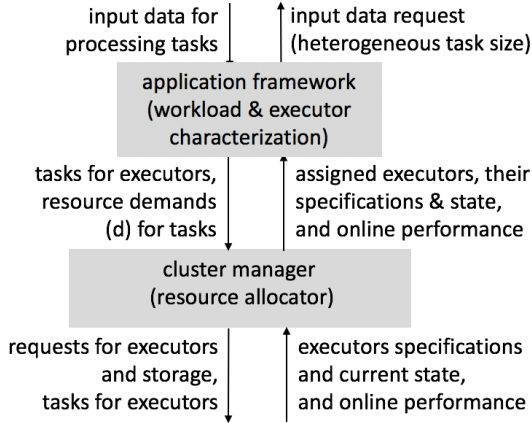 input data for
processing tasks
input data request
(heterogeneous task size)
application framework
(workload & executor
characterization)
tasks for executors,
resource demands
(d) for tasks
assigned executors, their
specifications & state,
and online performance
cluster manager
(resource allocator)
requests for executors
and storage,
tasks for executors
executors specifications
and current state,
and online performance